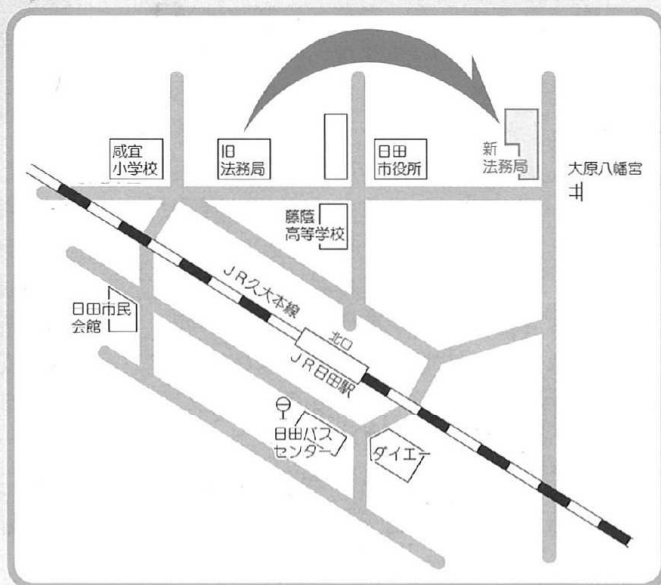 咸宜
小学校
旧
法務局
日田
市役所
新
法務局
大原八幡宮
藤蔭
高等学校
JR久大本線
日田市民
会館
北口
JR日田駅
日田バス
センター
ダイエー